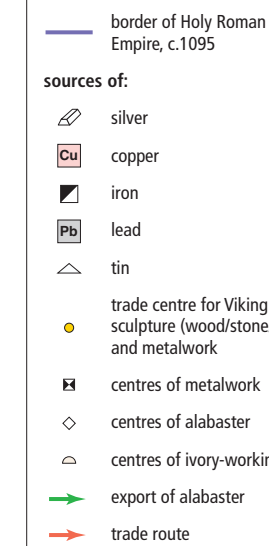 border of Holy Roman
Empire, c.1095
sources of:
silver
Cu copper
iron
Pb lead
tin
trade centre for Viking
sculpture (wood/stone
and metalwork
centres of metalwork
centres of alabaster
centres of ivory-workin
export of alabaster
trade route